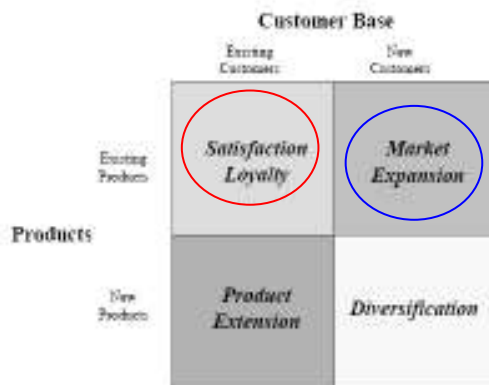 Customer Base
Existing
Customers
New
Customers
Existing
Products
Satisfaction
Loyalty
Market
Expansion
Products
New
Products
Product
Extension
Diversification